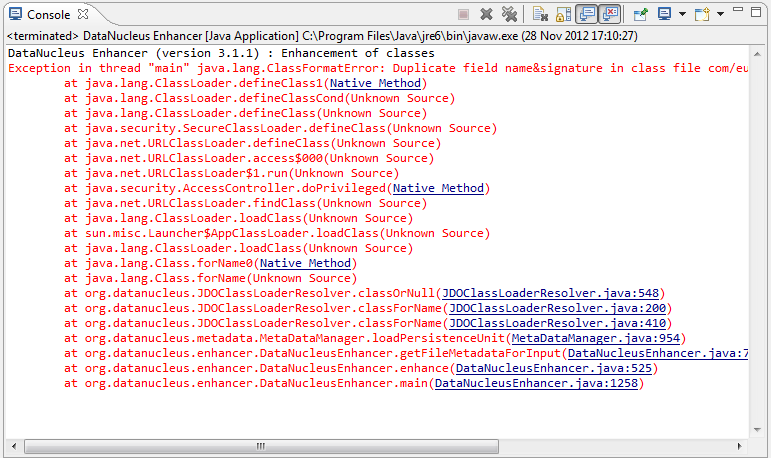 Console
<terminated> DataNucleus Enhancer [Java Application] C:\Program Files\Java\jre6\bin\javaw.exe (28 Nov 2012 17:10:27)
DataNucleus Enhancer (version 3.1.1) : Enhancement of classes
Exception in thread "main" java.lang.ClassFormatError: Duplicate field name&signature in class file com/eu
at java.lang.ClassLoader.defineClass1(Native Method)
at java.lang.ClassLoader.defineClassCond(Unknown Source)
at java.lang.ClassLoader.defineClass(Unknown Source)
at java.security.SecureClassLoader.defineClass(Unknown Source)
at java.net.URLClassLoader.defineClass(Unknown Source)
at java.net.URLClassLoader.access$000(Unknown Source)
at java.net.URLClassLoader$1.run(Unknown Source)
at java.security.AccessController.doPrivileged(Native Method)
at java.net.URLClassLoader.findClass(Unknown Source)
at java.lang.ClassLoader.loadClass(Unknown Source)
at sun.misc.Launcher$AppClassLoader.loadClass(Unknown Source)
at java.lang.ClassLoader.loadClass(Unknown Source)
at java.lang.Class.forName0(Native Method)
at java.lang.Class.forName(Unknown Source)
at org.datanucleus.JDOClassLoaderResolver.classOrNull(JDOClassLoaderResolver.java:548)
at org.datanucleus.JDOClassLoaderResolver.classForName(JDOClassLoaderResolver.java:200)
at org.datanucleus.JDOClassLoaderResolver.classForName(JDOClassLoaderResolver.java:410)
at org.datanucleus.metadata.MetaDataManager.loadPersistenceUnit(MetaDataManager.java:954)
at org.datanucleus.enhancer.DataNucleusEnhancer.getFileMetadataForInput(DataNucleusEnhancer.java:7
at org.datanucleus.enhancer.DataNucleusEnhancer.enhance(DataNucleusEnhancer.java:525)
at org.datanucleus.enhancer.DataNucleusEnhancer.main(DataNucleusEnhancer.java:1258)